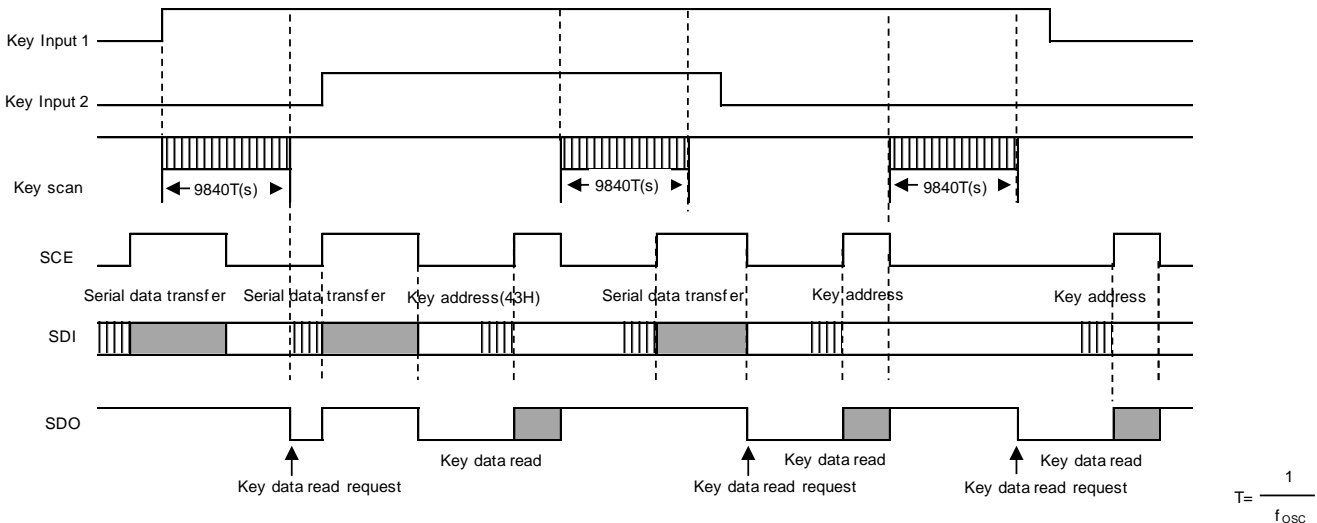 Key Input 1
Key Input 2
Key scan
9840T(s)
9840T(s)
9840T(s)
SCE
Serial data transfer
Serial data transfer
Key address(43H)
Serial data transfer
Key address
Key address
SDI
SDO
Key data read
Key data read
Key data read
Key data read request
Key data read request
Key data read request
T= 1
fOSC